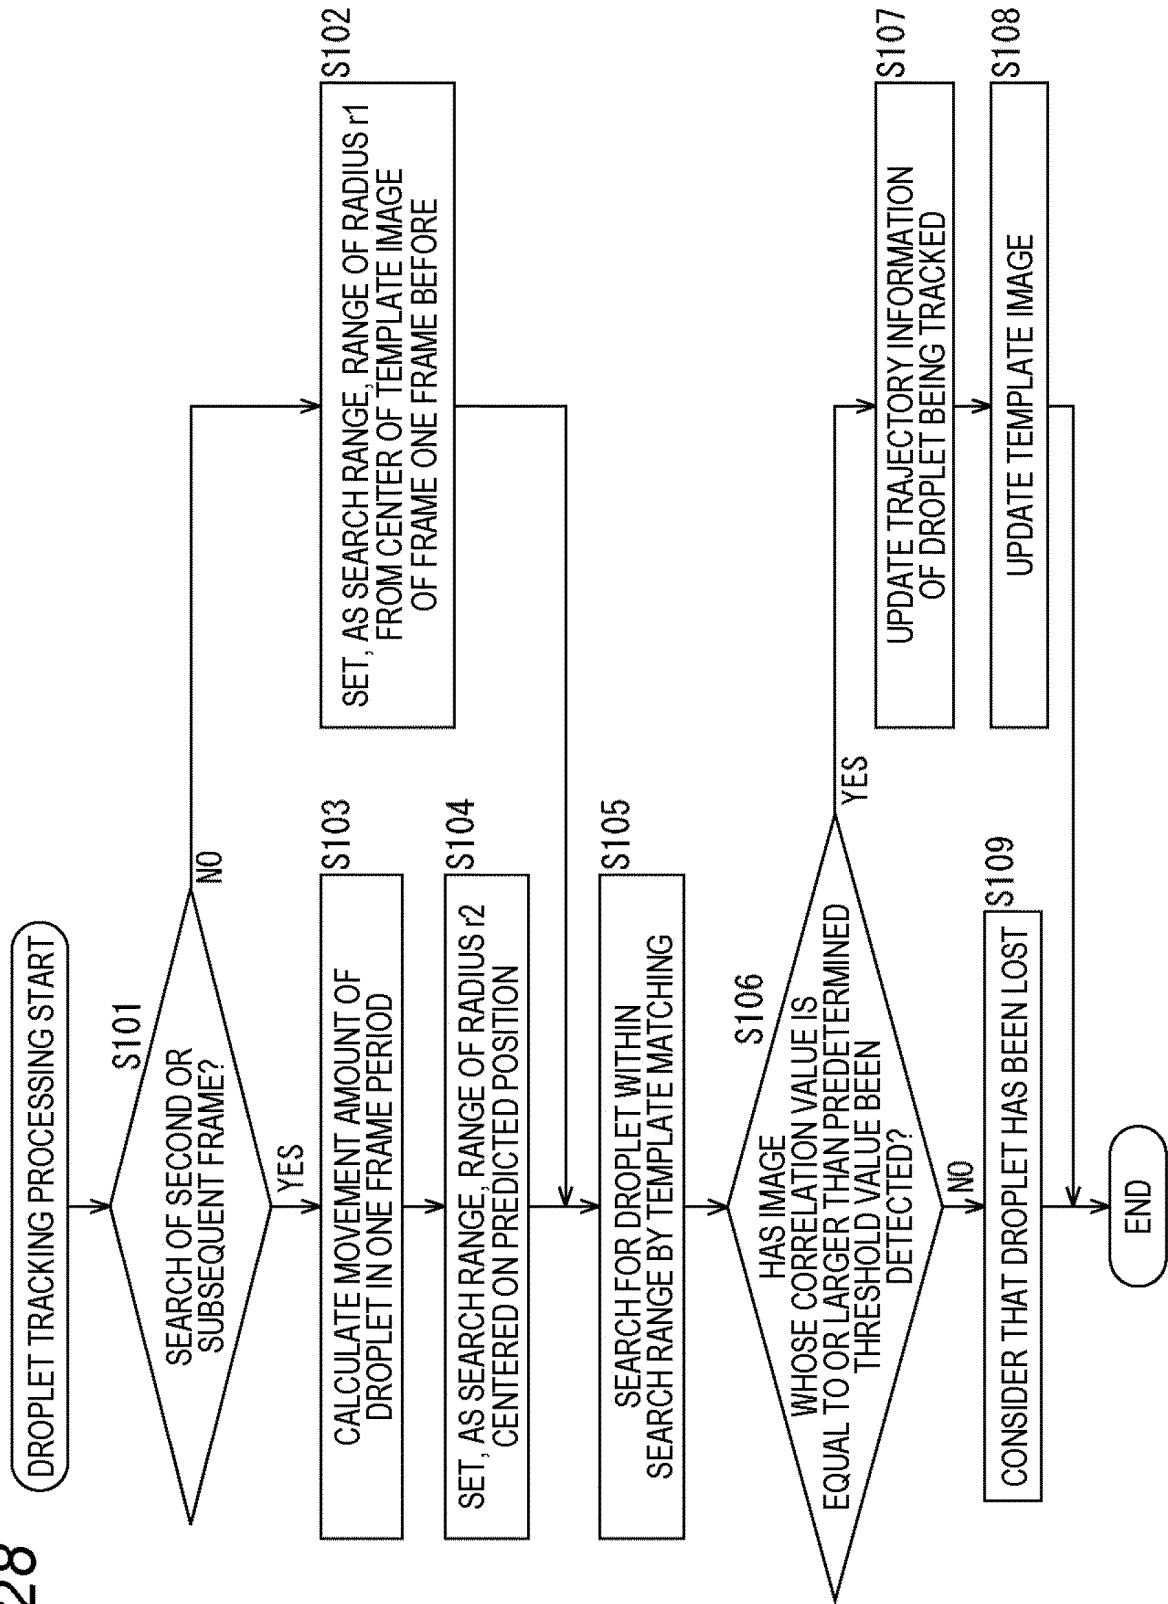 28
DROPLET TRACKING PROCESSING START
S101
SEARCH OF SECOND OR
SUBSEQUENT FRAME?
NO
YES
S102
SET, AS SEARCH RANGE, RANGE OF RADIUS r1
FROM CENTER OF TEMPLATE IMAGE
OF FRAME ONE FRAME BEFORE
S103
CALCULATE MOVEMENT AMOUNT OF
DROPLET IN ONE FRAME PERIOD
S104
SET, AS SEARCH RANGE, RANGE OF RADIUS r2
CENTERED ON PREDICTED POSITION
S105
SEARCH FOR DROPLET WITHIN
SEARCH RANGE BY TEMPLATE MATCHING
S106
HAS IMAGE
WHOSE CORRELATION VALUE IS
EQUAL TO OR LARGER THAN PREDETERMINED
THRESHOLD VALUE BEEN
DETECTED?
YES
NO
S107
UPDATE TRAJECTORY INFORMATION
OF DROPLET BEING TRACKED
S108
UPDATE TEMPLATE IMAGE
S109
CONSIDER THAT DROPLET HAS BEEN LOST
END